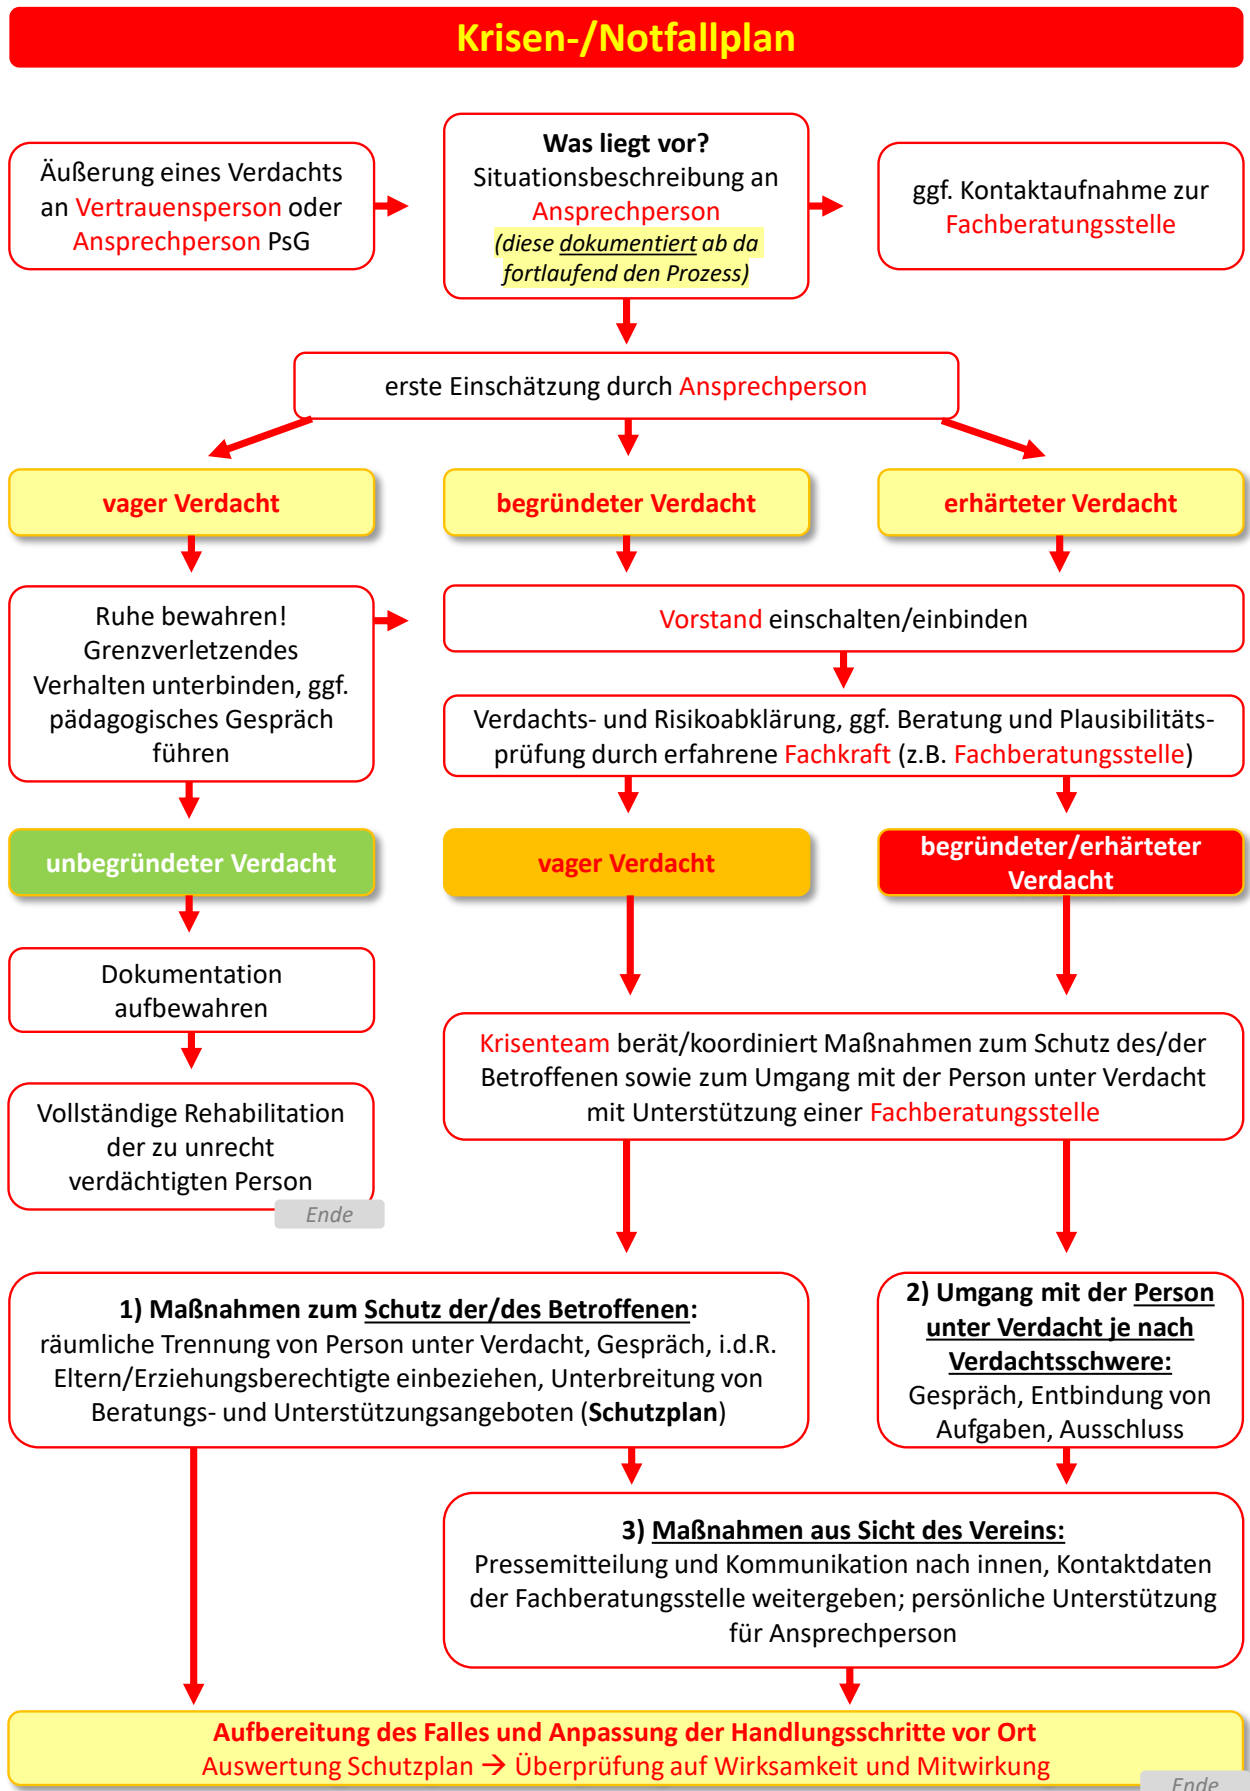 Krisen-/Notfallplan
Äußerung eines Verdachts
an Vertrauensperson oder
Ansprechperson PsG
Was liegt vor?
Situationsbeschreibung an
Ansprechperson
(diese dokumentiert ab da
fortlaufend den Prozess)
ggf. Kontaktaufnahme zur
Fachberatungsstelle
erste Einschätzung durch Ansprechperson
vager Verdacht
begründeter Verdacht
erhärteter Verdacht
Ruhe bewahren!
Grenzverletzendes
Verhalten unterbinden, ggf.
pädagogisches Gespräch
führen
Vorstand einschalten/einbinden
Verdachts- und Risikoabklärung, ggf. Beratung und Plausibilitäts-
prüfung durch erfahrene Fachkraft (z.B. Fachberatungsstelle)
unbegründeter Verdacht
vager Verdacht
begründeter/erhärteter
Verdacht
Dokumentation
aufbewahren
Vollständige Rehabilitation
der zu unrecht
verdächtigten Person
Ende
Krisenteam berät/koordiniert Maßnahmen zum Schutz des/der
Betroffenen sowie zum Umgang mit der Person unter Verdacht
mit Unterstützung einer Fachberatungsstelle
1) Maßnahmen zum Schutz der/des Betroffenen:
räumliche Trennung von Person unter Verdacht, Gespräch, i.d.R.
Eltern/Erziehungsberechtigte einbeziehen, Unterbreitung von
Beratungs- und Unterstützungsangeboten (Schutzplan)
2) Umgang mit der Person
unter Verdacht je nach
Verdachtsschwere:
Gespräch, Entbindung von
Aufgaben, Ausschluss
3) Maßnahmen aus Sicht des Vereins:
Pressemitteilung und Kommunikation nach innen, Kontaktdaten
der Fachberatungsstelle weitergeben; persönliche Unterstützung
für Ansprechperson
Aufbereitung des Falles und Anpassung der Handlungsschritte vor Ort
Auswertung Schutzplan → Überprüfung auf Wirksamkeit und Mitwirkung
Ende